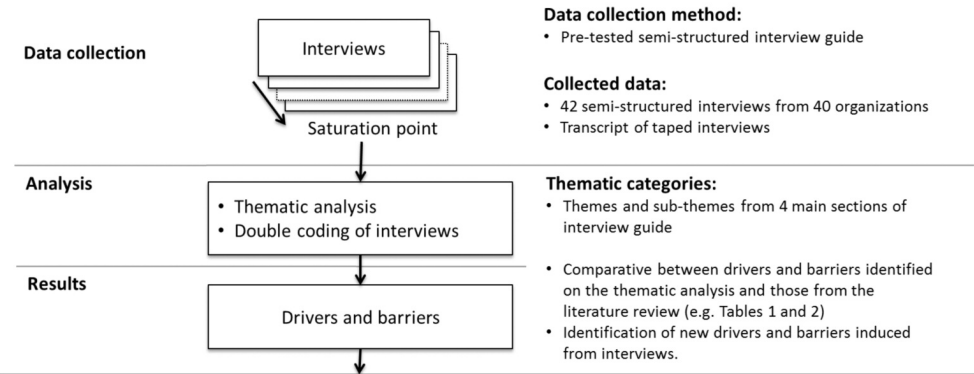 Data collection
Interviews
Saturation point
Data collection method:
• Pre-tested semi-structured interview guide
Collected data:
• 42 semi-structured interviews from 40 organizations
• Transcript of taped interviews
Analysis
• Thematic analysis
• Double coding of interviews
Thematic categories:
• Themes and sub-themes from 4 main sections of
interview guide
Results
Drivers and barriers
• Comparative between drivers and barriers identified
on the thematic analysis and those from the
literature review (e.g. Tables 1 and 2)
• Identification of new drivers and barriers induced
from interviews.